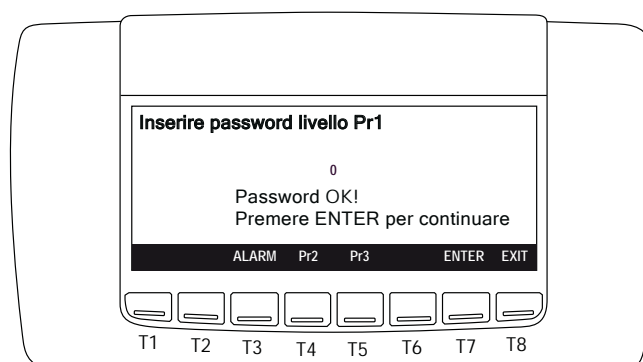 Inserire password livello Pr1
0
Password OK!
Premere ENTER per continuare
ALARM Pr2 Pr3 ENTER EXIT
T1 T2 T3 T4 T5 T6 T7 T8